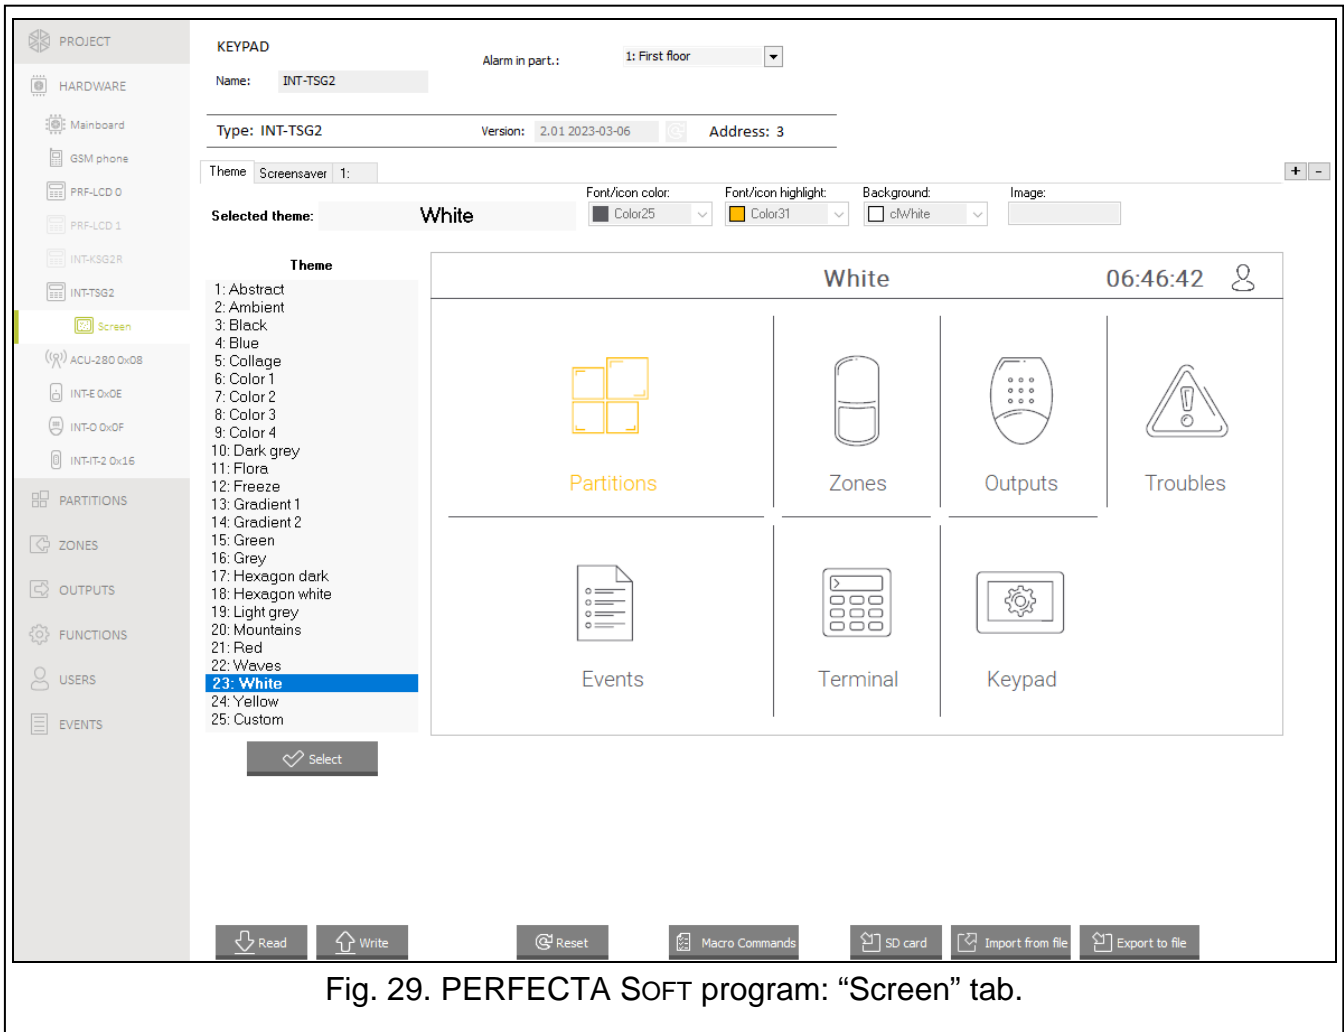 PROJECT
HARDWARE
Mainboard
GSM phone
PRF-LCD 0
PRF-LCD 1
INT-KSG2R
INT-TSG2
Screen
ACU-280 0x08
INT-E 0x0E
INT-O 0x0F
INT-IT-2 0x16
PARTITIONS
ZONES
OUTPUTS
FUNCTIONS
USERS
EVENTS
KEYPAD
Alarm in part.: 1: First floor
Name: INT-TSG2
Type: INT-TSG2 Version: 2.01 2023-03-06 Address: 3
Theme Screensaver 1: + -
Font/icon color: Font/icon highlight: Background: Image:
Selected theme: White Color25 Color31 clWhite
Theme
1: Abstract
2: Ambient
3: Black
4: Blue
5: Collage
6: Color 1
7: Color 2
8: Color 3
9: Color 4
10: Dark grey
11: Flora
12: Freeze
13: Gradient 1
14: Gradient 2
15: Green
16: Grey
17: Hexagon dark
18: Hexagon white
19: Light grey
20: Mountains
21: Red
22: Waves
23: White
24: Yellow
25: Custom
Select
White 06:46:42
Partitions Zones Outputs Troubles
Events Terminal Keypad
Read Write Reset Macro Commands SD card Import from file Export to file
Fig. 29. PERFECTA SOFT program: “Screen” tab.